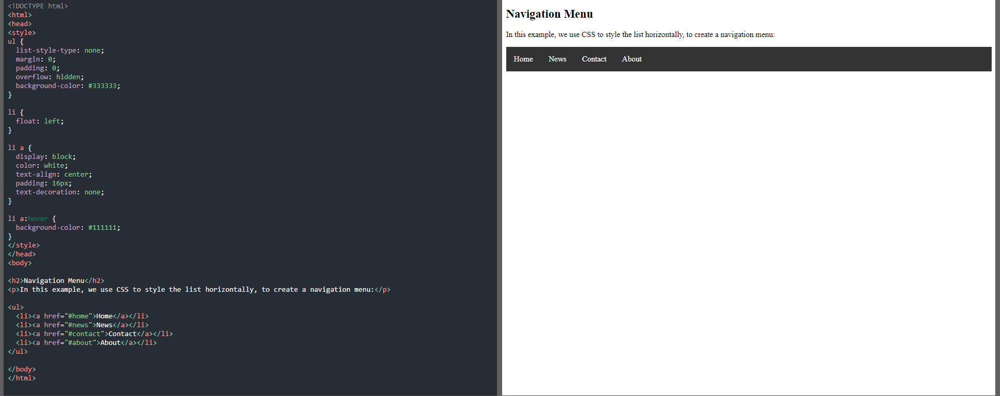 <!DOCTYPE html>
<html>
<head>
<style>
ul {
  list-style-type: none;
  margin: 0;
  padding: 0;
  overflow: hidden;
  background-color: #333333;
}

li {
  float: left;
}

li a {
  display: block;
  color: white;
  text-align: center;
  padding: 16px;
  text-decoration: none;
}

li a:hover {
  background-color: #111111;
}
</style>
</head>
<body>

<h2>Navigation Menu</h2>
<p>In this example, we use CSS to style the list horizontally, to create a navigation menu:</p>

<ul>
  <li><a href="#home">Home</a></li>
  <li><a href="#news">News</a></li>
  <li><a href="#contact">Contact</a></li>
  <li><a href="#about">About</a></li>
</ul>

</body>
</html>
Navigation Menu
In this example, we use CSS to style the list horizontally, to create a navigation menu:
Home News Contact About